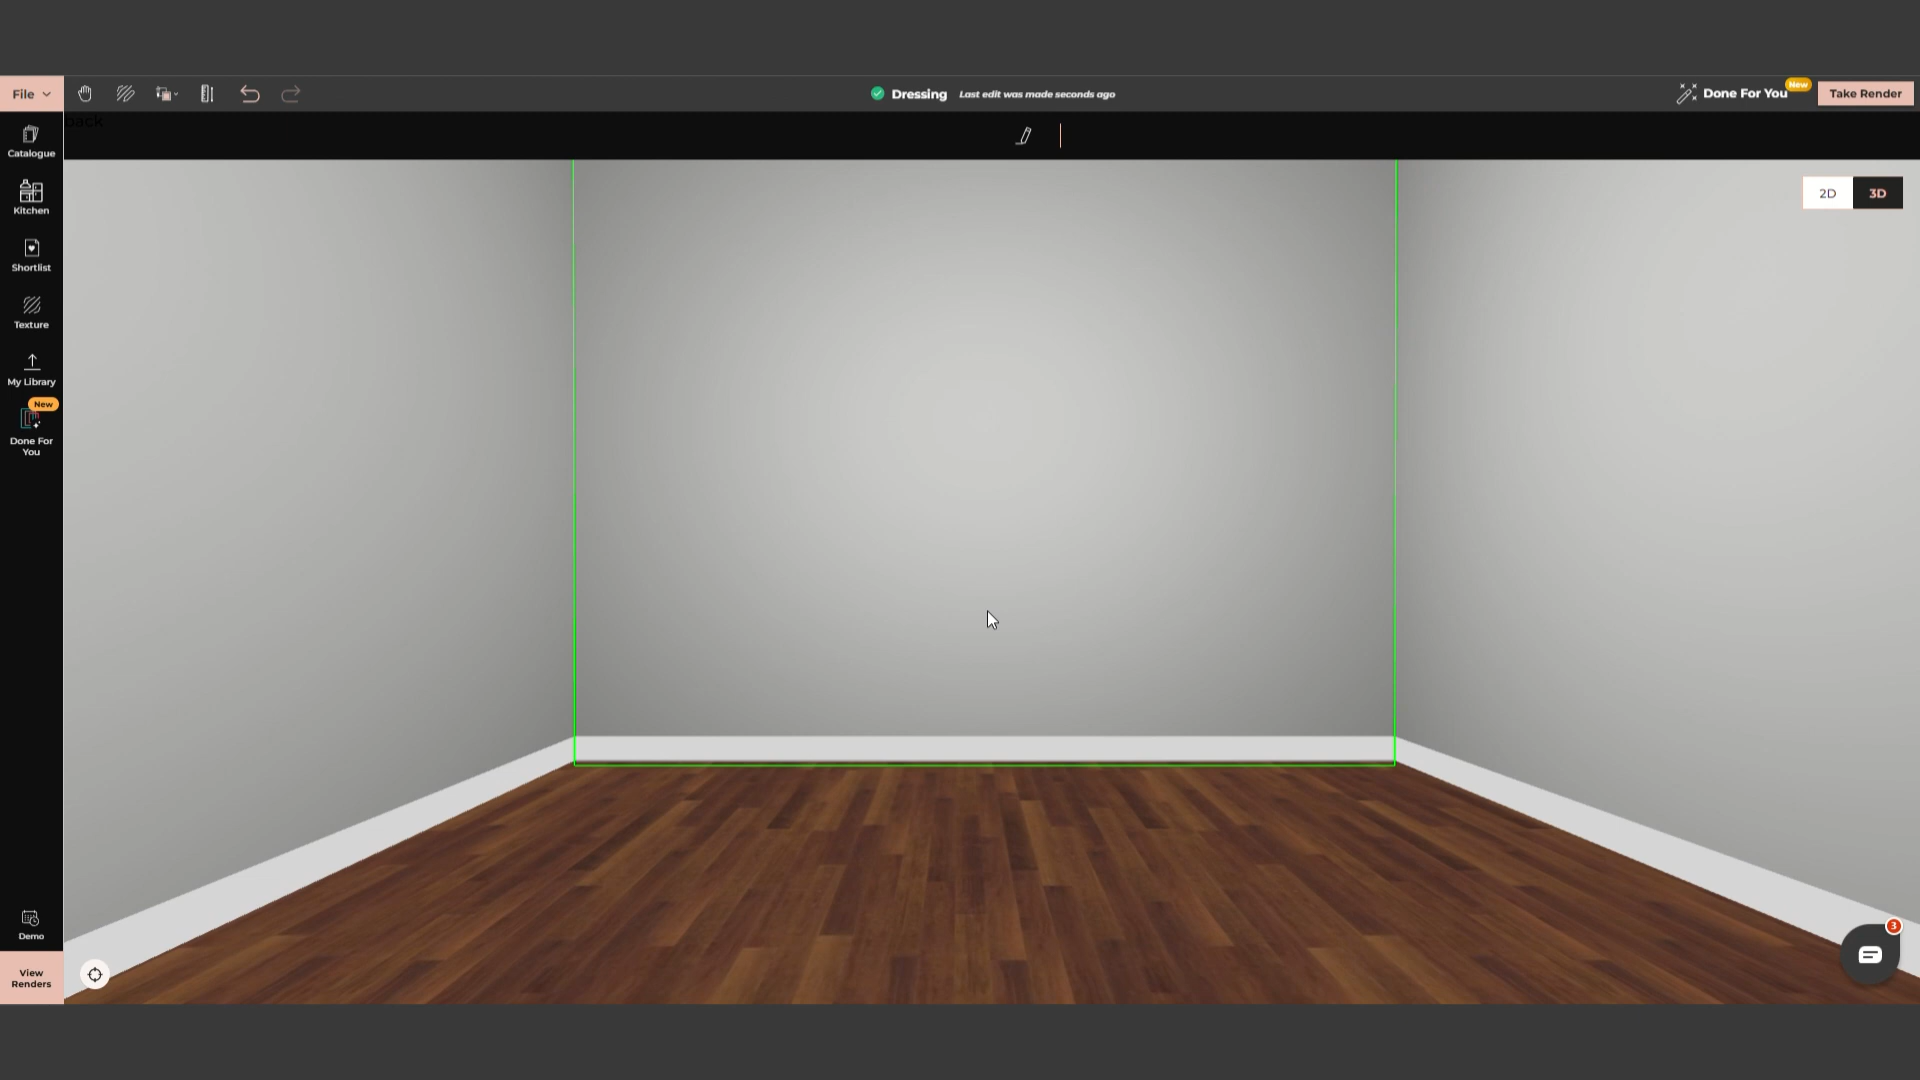 File
Dressing
Last edit was made seconds ago
Done For You
New
Take Render
back
Catalogue
2D
3D
Kitchen
Shortlist
Texture
My Library
New
Done For
You
Demo
3
View
Renders